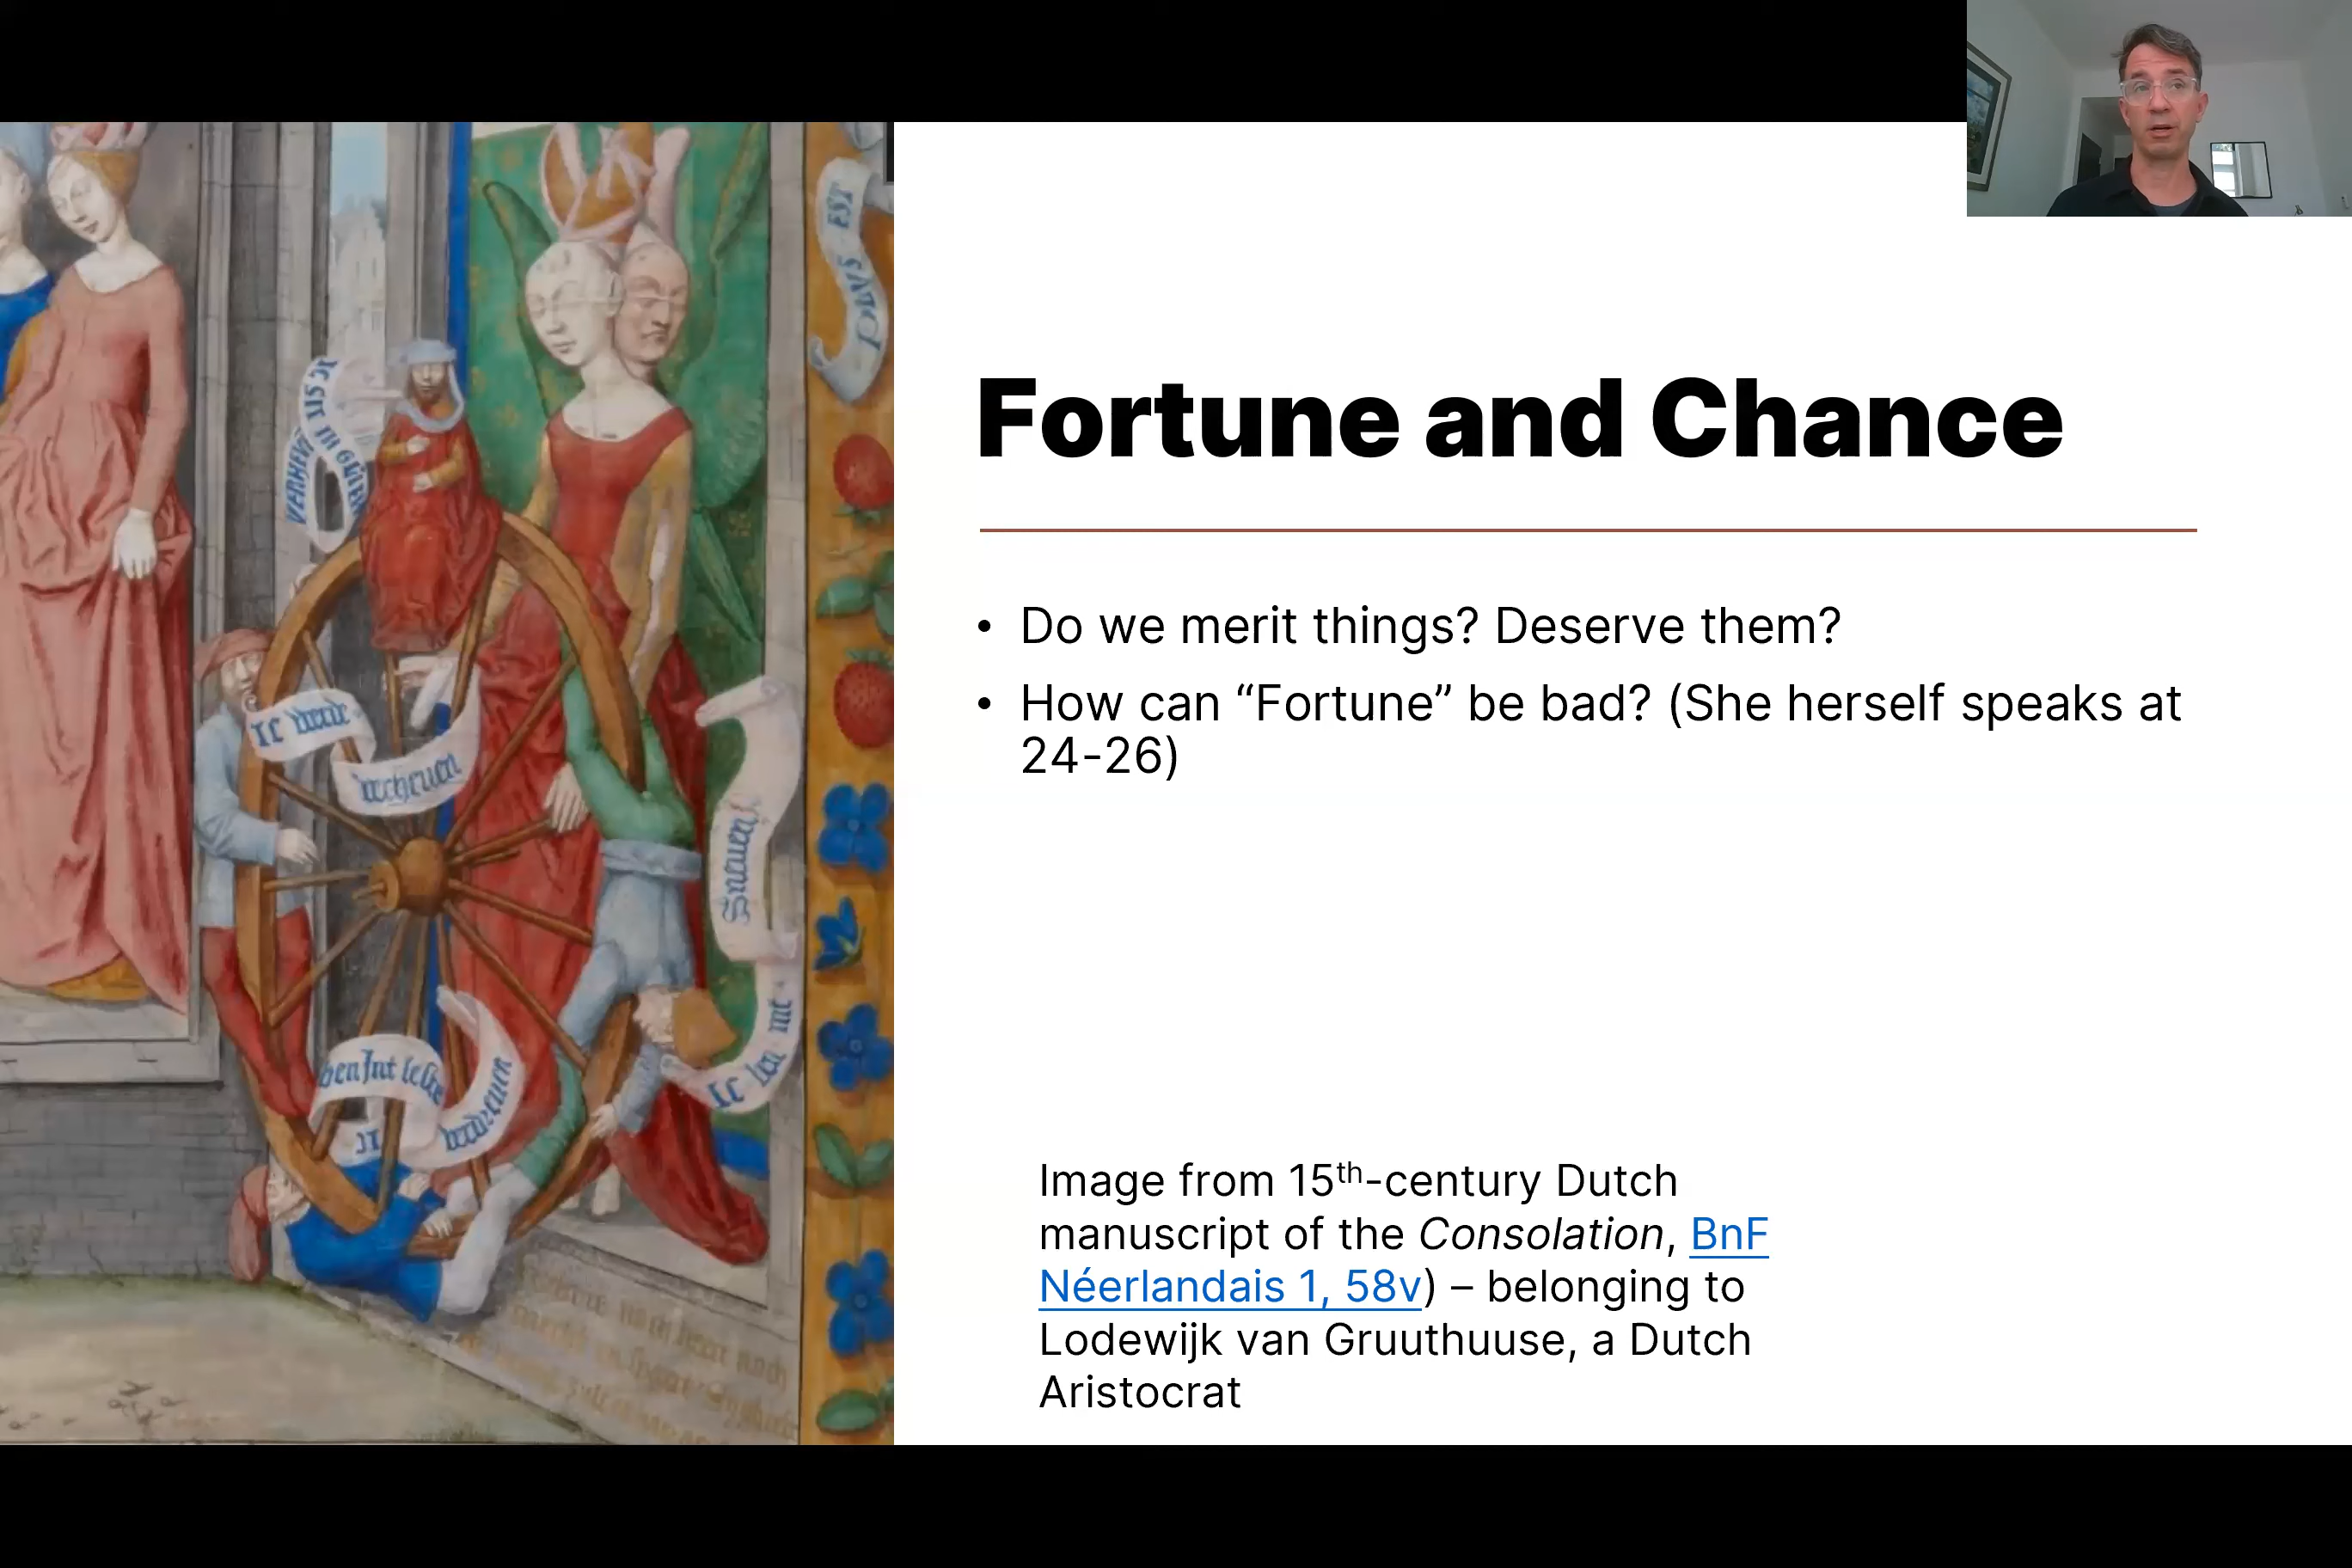 Fortune and Chance
• Do we merit things? Deserve them?
• How can “Fortune” be bad? (She herself speaks at
24-26)
Image from 15th-century Dutch
manuscript of the Consolation, BnF
Néerlandais 1, 58v) – belonging to
Lodewijk van Gruuthuuse, a Dutch
Aristocrat